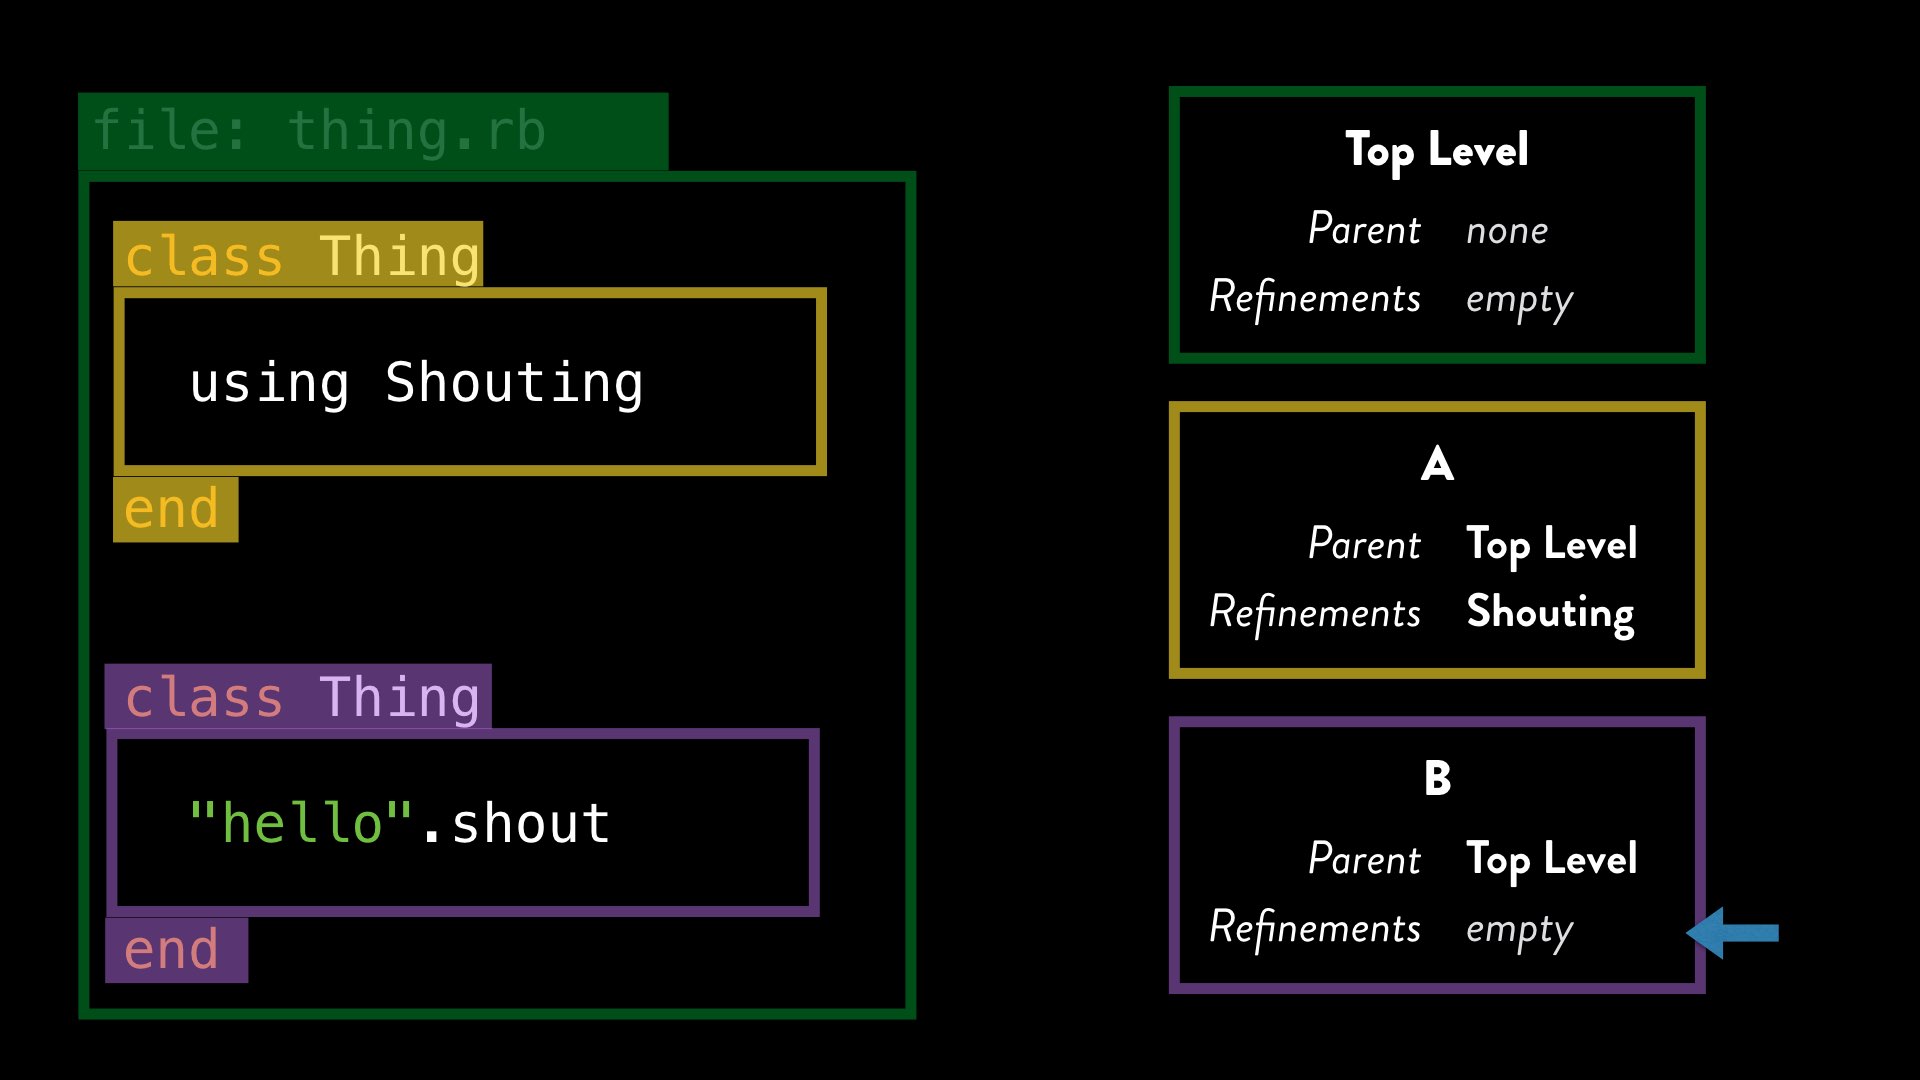 file: thing.rb
class Thing
using Shouting
end
class Thing
"hello".shout
end
Top Level
Parent none
Refinements empty
A
Parent Top Level
Refinements Shouting
B
Parent Top Level
Refinements empty